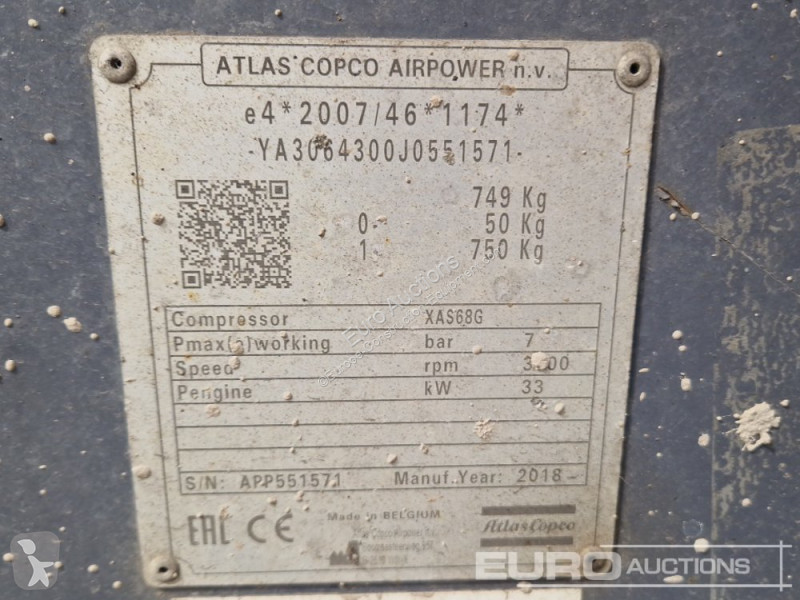 ATLAS COPCO AIRPOWER n.v.
e4*2007/46*1174*
-YA3064300J0551571-
749 Kg
0- 50 Kg
1 750 Kg
Compressor XAS68G
Pmax(e)working bar 7
Speed rpm
Pengine kW 33
S/N: APP551571 Manuf. Year: 2018-
Made in BELGIUM
EAC CE
Atlas Copco
Euro Auctions
EURO AUCTIONS